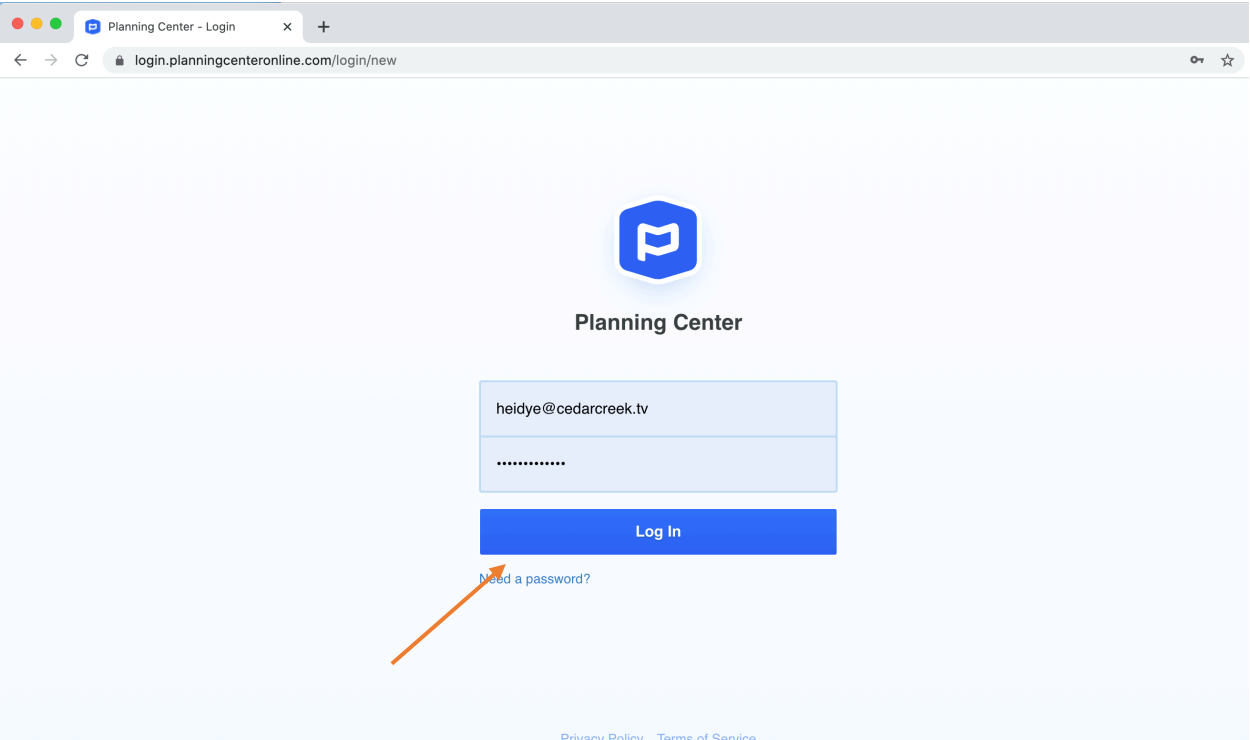 Planning Center - Login
login.planningcenteronline.com/login/new
Planning Center
heidye@cedarcreek.tv
•••••••••••••
Log In
Need a password?
Privacy Policy Terms of Service